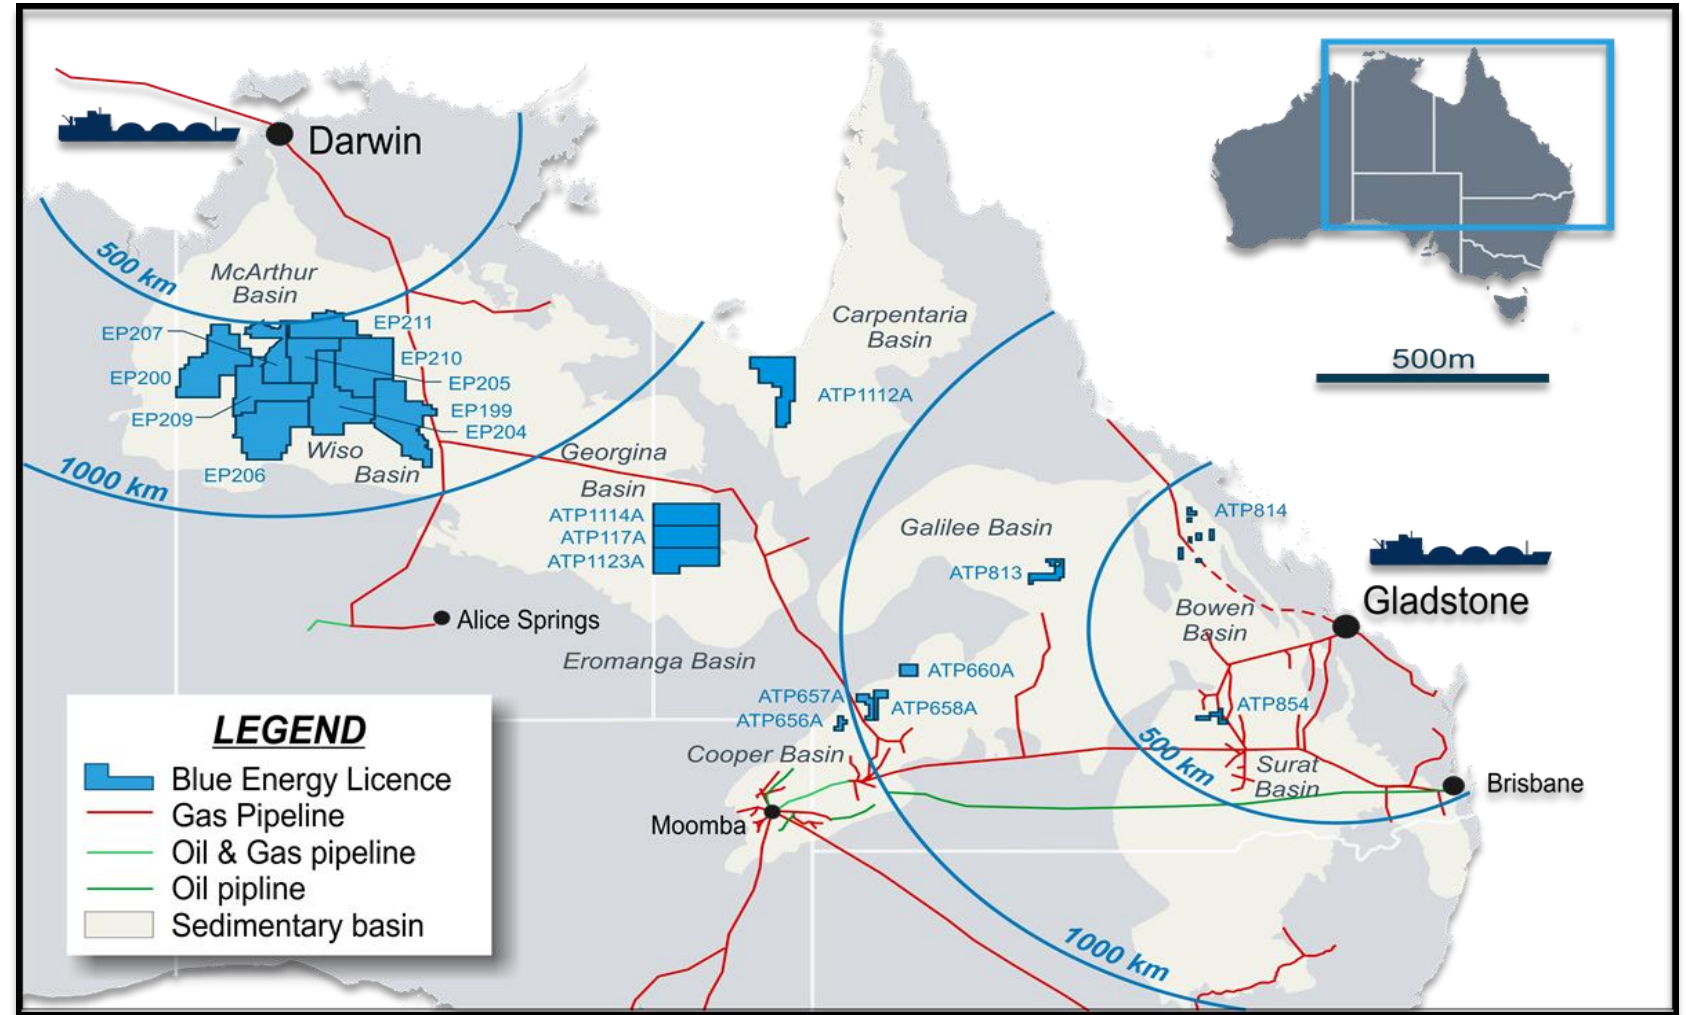 Darwin
500 km
McArthur
Basin
EP207
EP211
EP200
EP210
EP205
EP209
EP199
EP204
Wiso
Basin
EP206
1000 km
Carpentaria
Basin
ATP1112A
500m
Georgina
Basin
ATP1114A
ATP117A
ATP1123A
Galilee Basin
ATP813
ATP814
Gladstone
Bowen
Basin
Alice Springs
Eromanga Basin
ATP660A
ATP657A
ATP658A
ATP656A
ATP854
Cooper Basin
500 km
Surat
Basin
Brisbane
Moomba
1000 km
LEGEND
Blue Energy Licence
Gas Pipeline
Oil & Gas pipeline
Oil pipline
Sedimentary basin